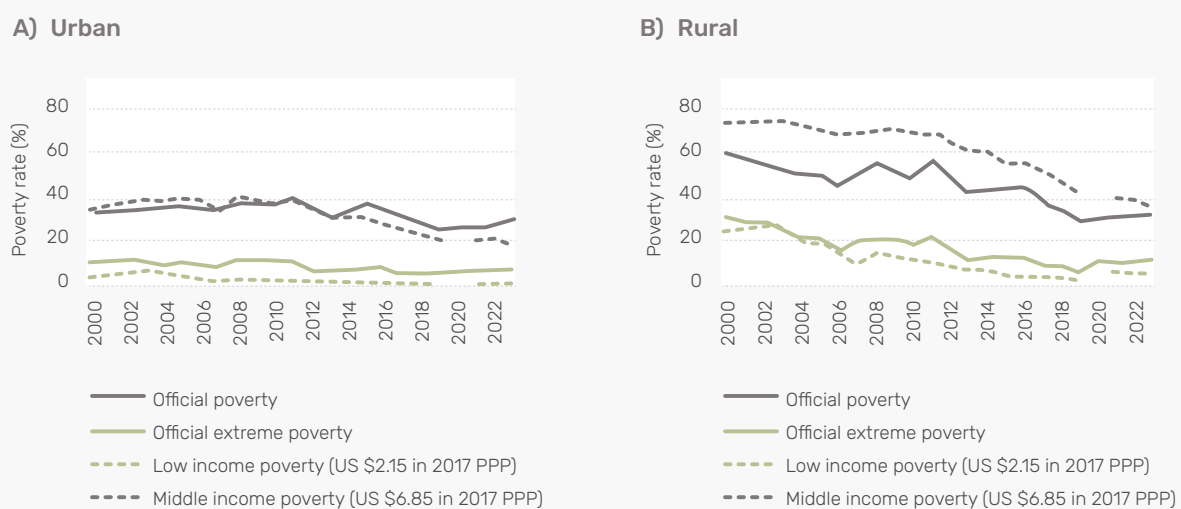 A) Urban
Poverty rate (%)
80
60
40
20
0
2000
2002
2004
2006
2008
2010
2012
2014
2016
2018
2020
2022
Official poverty
Official extreme poverty
Low income poverty (US $2.15 in 2017 PPP)
Middle income poverty (US $6.85 in 2017 PPP)
B) Rural
Poverty rate (%)
80
60
40
20
0
2000
2002
2004
2006
2008
2010
2012
2014
2016
2018
2020
2022
Official poverty
Official extreme poverty
Low income poverty (US $2.15 in 2017 PPP)
Middle income poverty (US $6.85 in 2017 PPP)